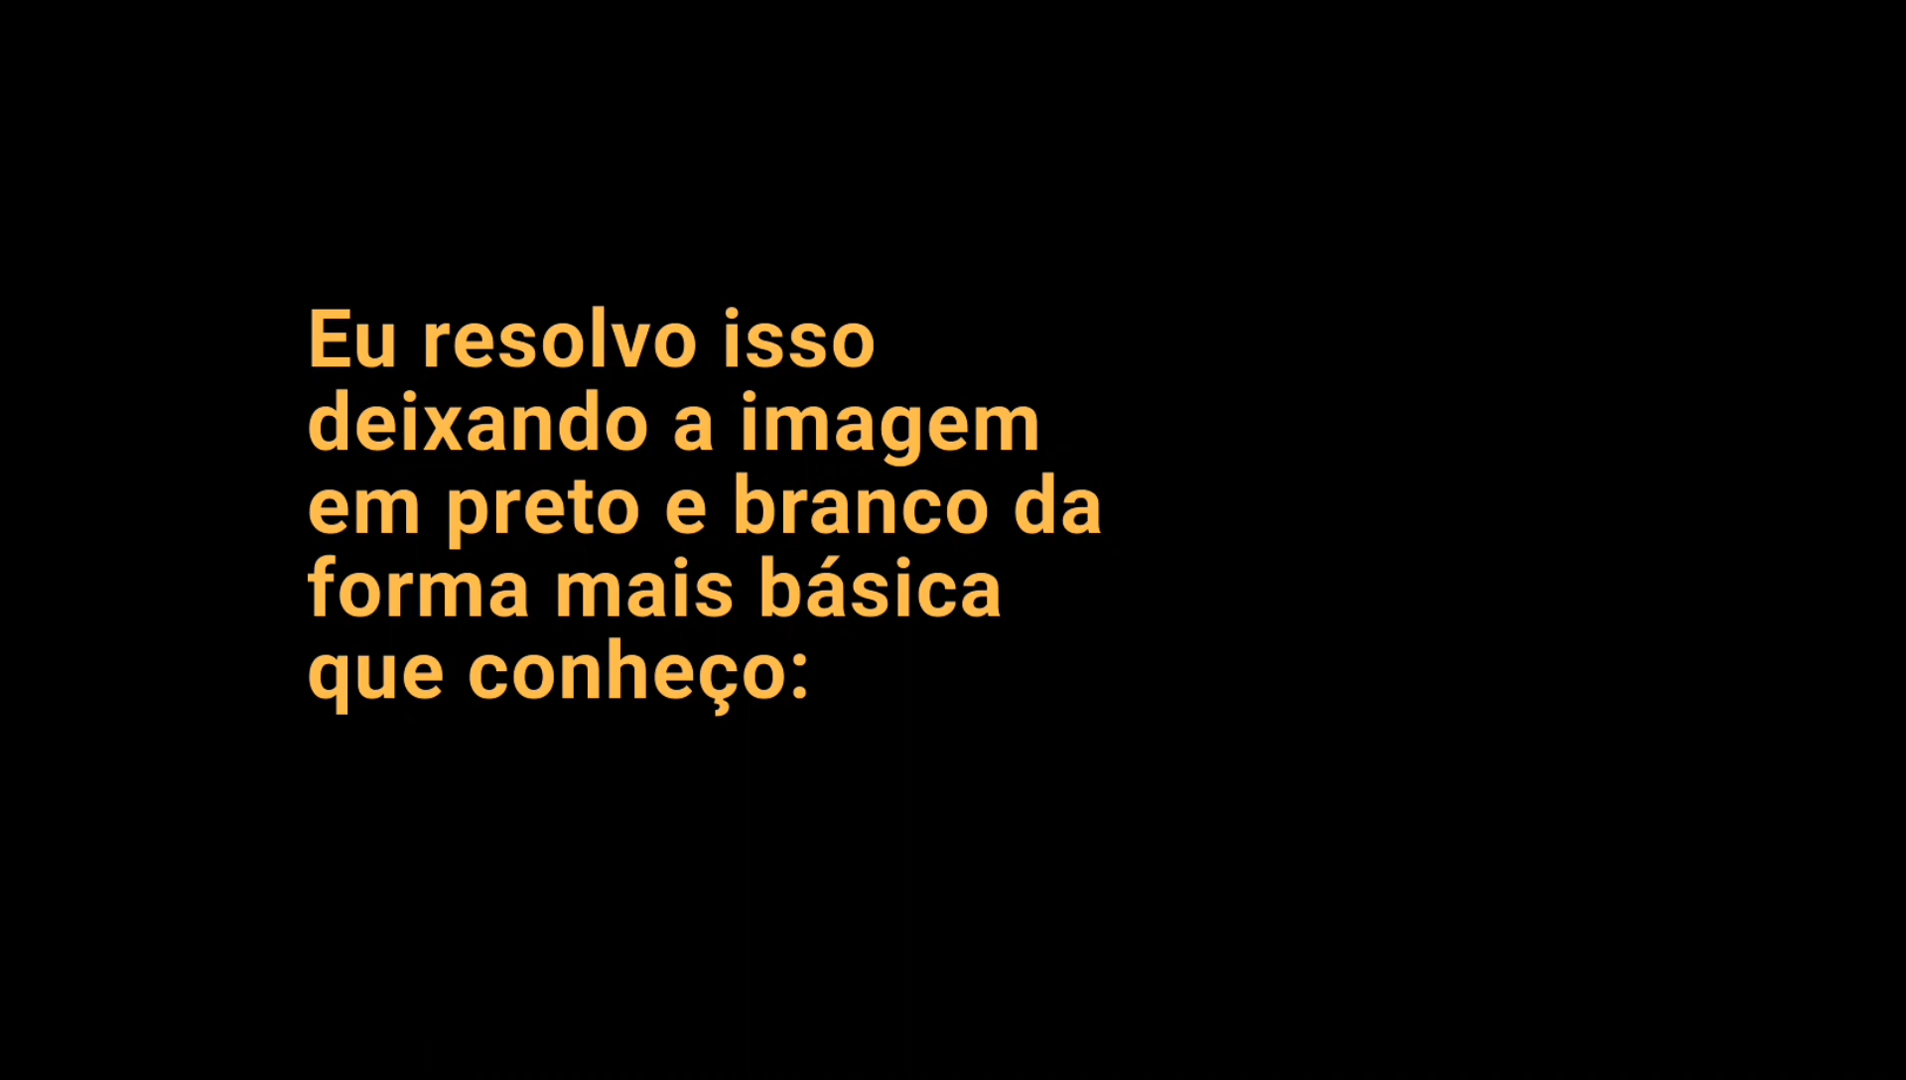 Eu resolvo isso
deixando a imagem
em preto e branco da
forma mais básica
que conheço: